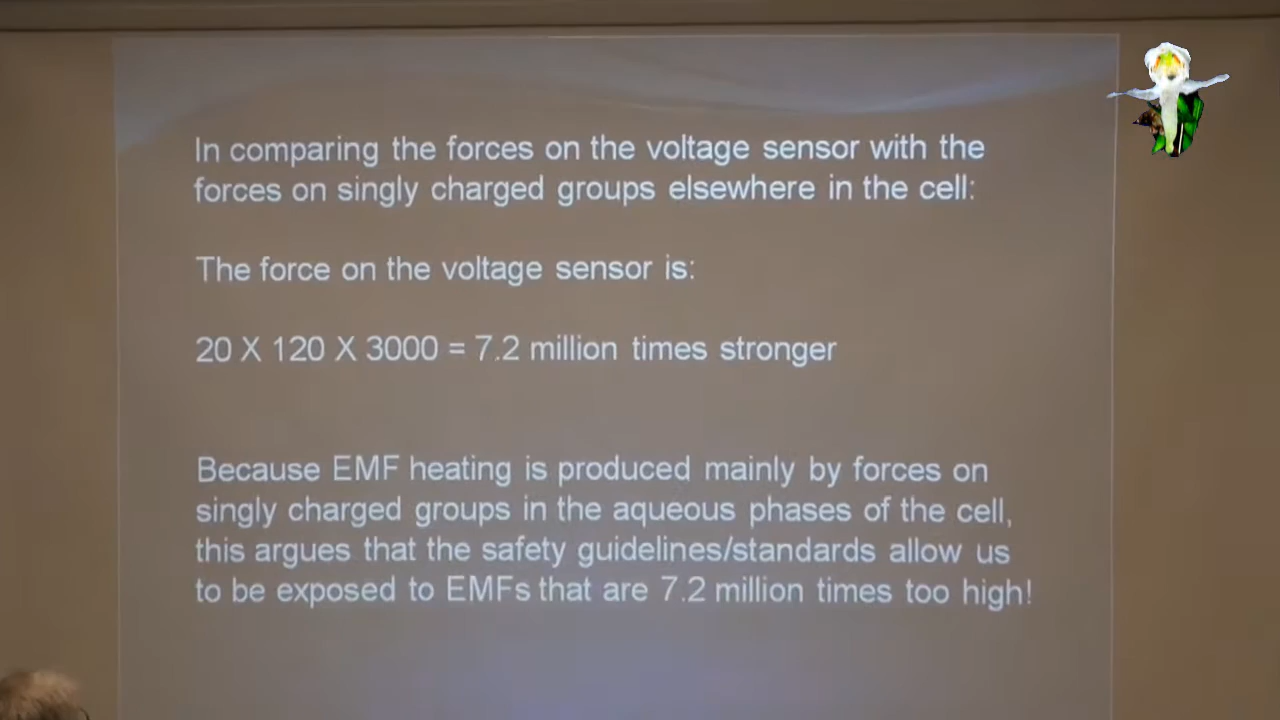 In comparing the forces on the voltage sensor with the
forces on singly charged groups elsewhere in the cell:
The force on the voltage sensor is:
20 X 120 X 3000 = 7.2 million times stronger
Because EMF heating is produced mainly by forces on
singly charged groups in the aqueous phases of the cell,
this argues that the safety guidelines/standards allow us
to be exposed to EMFs that are 7.2 million times too high!